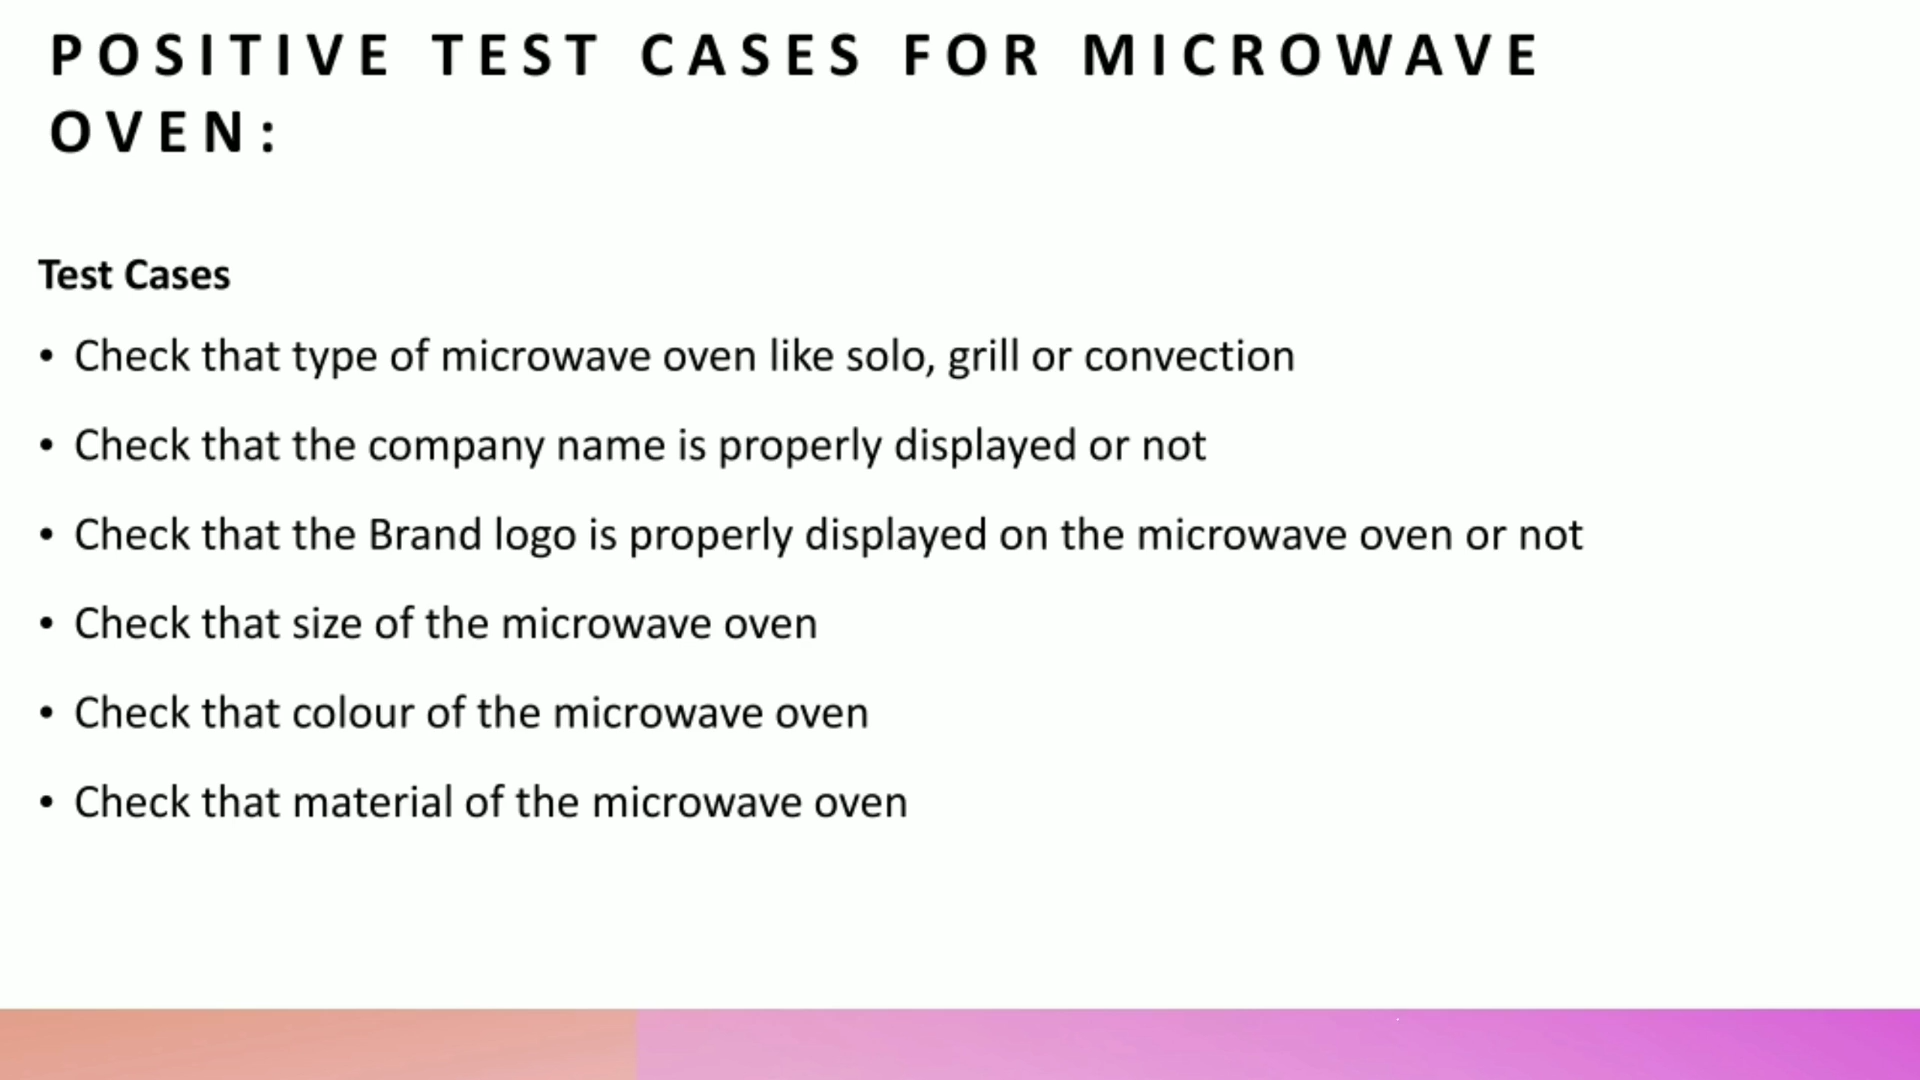 POSITIVE TEST CASES FOR MICROWAVE
OVEN:
Test Cases
• Check that type of microwave oven like solo, grill or convection
• Check that the company name is properly displayed or not
• Check that the Brand logo is properly displayed on the microwave oven or not
• Check that size of the microwave oven
• Check that colour of the microwave oven
• Check that material of the microwave oven